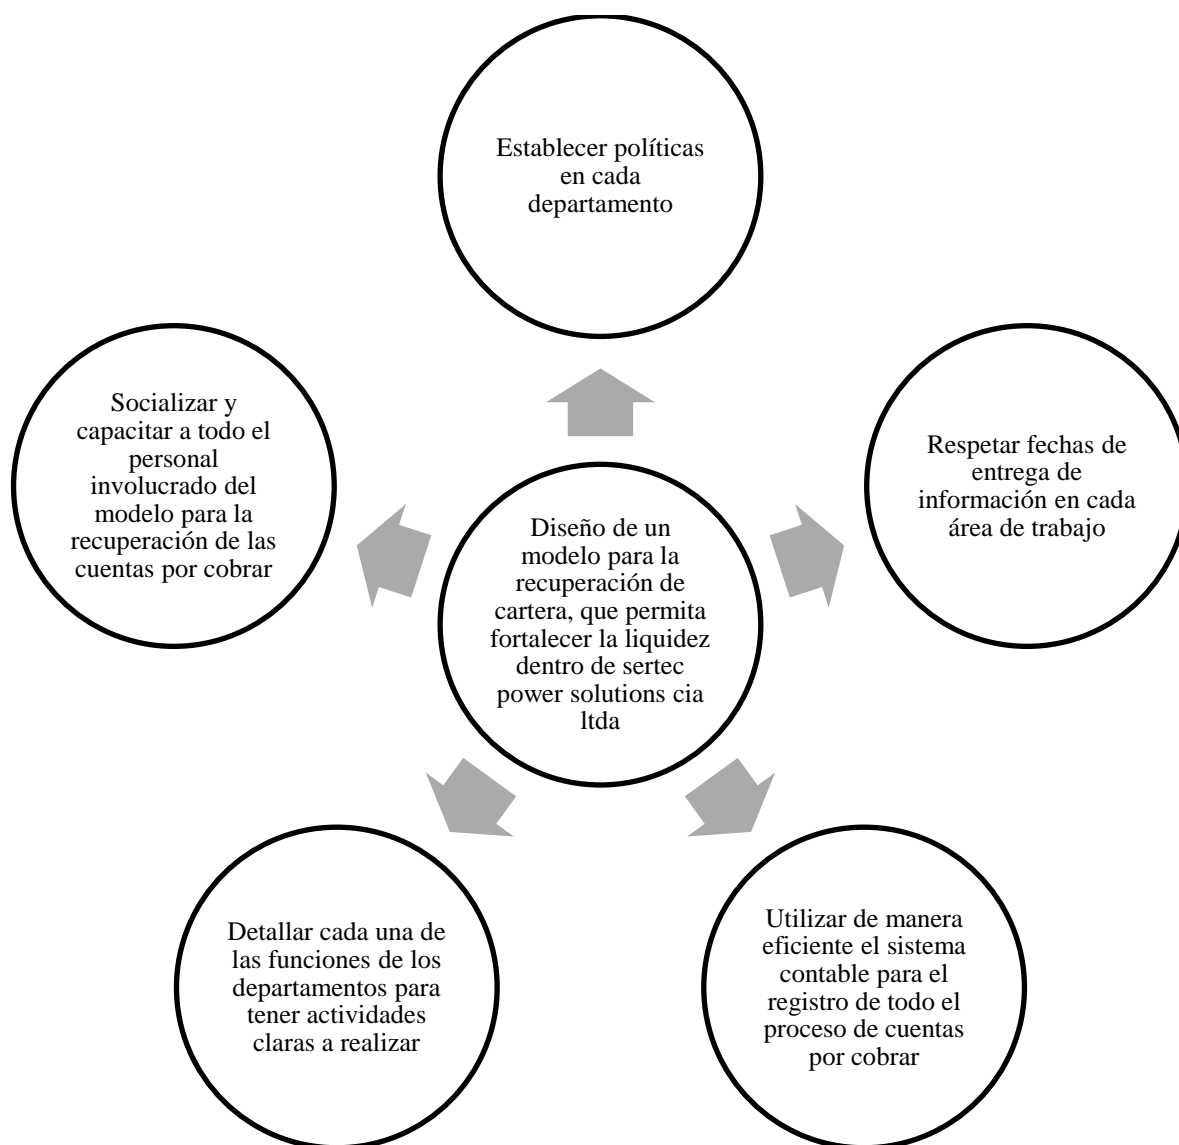 Establecer políticas
en cada
departamento
Socializar y
capacitar a todo el
personal
involucrado del
modelo para la
recuperación de las
cuentas por cobrar
Respetar fechas de
entrega de
información en cada
área de trabajo
Diseño de un
modelo para la
recuperación de
cartera, que permita
fortalecer la liquidez
dentro de sertec
power solutions cia
ltda
Detallar cada una de
las funciones de los
departamentos para
tener actividades
claras a realizar
Utilizar de manera
eficiente el sistema
contable para el
registro de todo el
proceso de cuentas
por cobrar